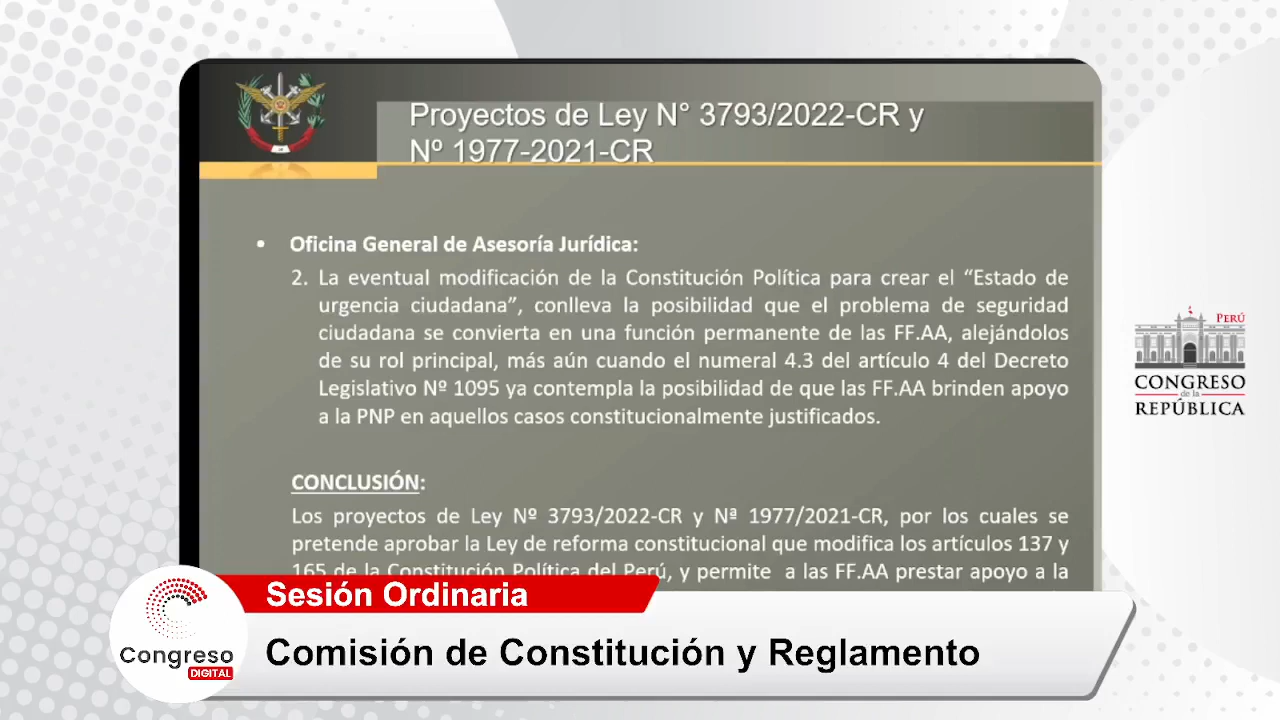 Proyectos de Ley N° 3793/2022-CR y
Nº 1977-2021-CR
• Oficina General de Asesoría Jurídica:
2. La eventual modificación de la Constitución Política para crear el “Estado de
urgencia ciudadana”, conlleva la posibilidad que el problema de seguridad
ciudadana se convierta en una función permanente de las FF.AA, alejándolos
de su rol principal, más aún cuando el numeral 4.3 del artículo 4 del Decreto
Legislativo Nº 1095 ya contempla la posibilidad de que las FF.AA brinden apoyo
a la PNP en aquellos casos constitucionalmente justificados.
CONCLUSIÓN:
Los proyectos de Ley Nº 3793/2022-CR y Nª 1977/2021-CR, por los cuales se
pretende aprobar la Ley de reforma constitucional que modifica los artículos 137 y
165 de la Constitución Política del Perú, y permite a las FF.AA prestar apoyo a la
PERÚ
CONGRESO
de la
REPÚBLICA
Sesión Ordinaria
Comisión de Constitución y Reglamento
Congreso
DIGITAL